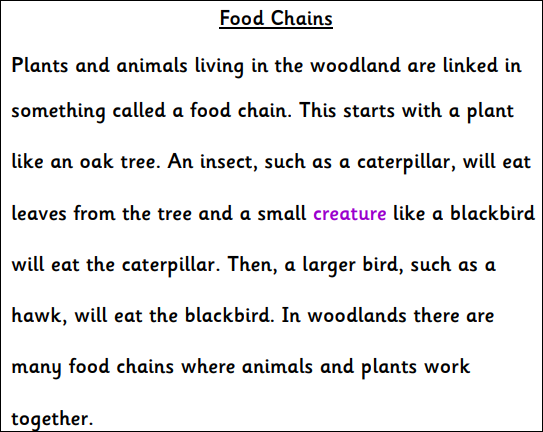 Food Chains
Plants and animals living in the woodland are linked in
something called a food chain. This starts with a plant
like an oak tree. An insect, such as a caterpillar, will eat
leaves from the tree and a small creature like a blackbird
will eat the caterpillar. Then, a larger bird, such as a
hawk, will eat the blackbird. In woodlands there are
many food chains where animals and plants work
together.